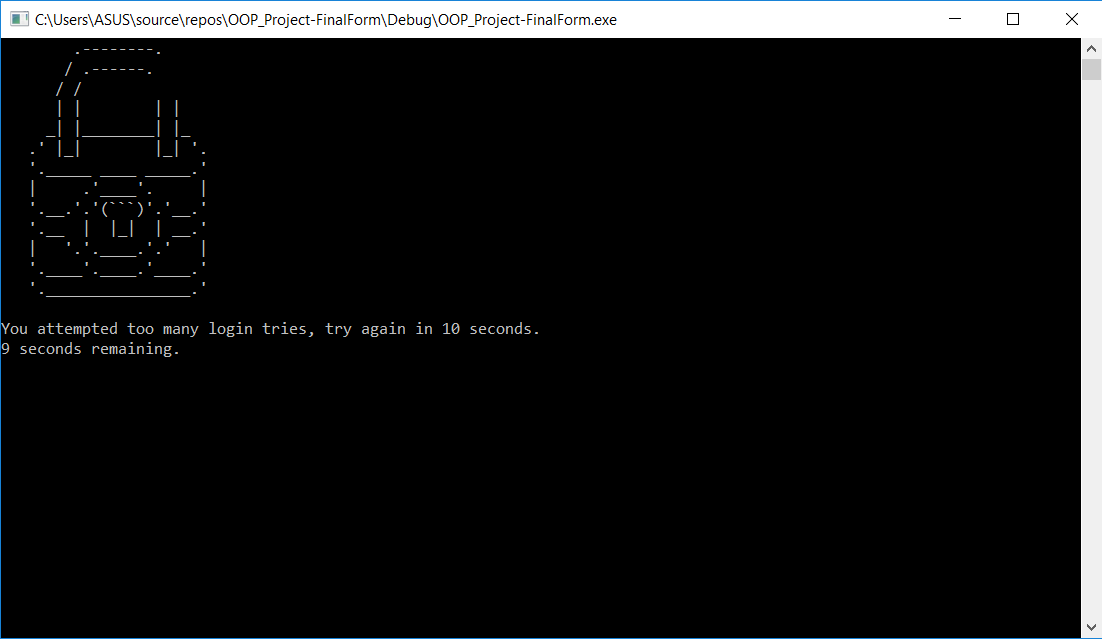 C:\Users\ASUS\source\repos\OOP_Project-FinalForm\Debug\OOP_Project-FinalForm.exe
You attempted too many login tries, try again in 10 seconds.
9 seconds remaining.